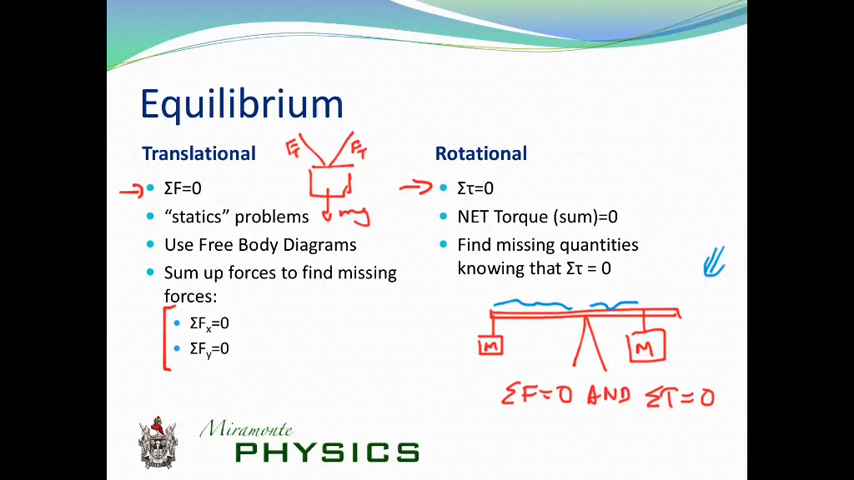 Equilibrium
Translational
• ΣF=0
• “statics” problems
• Use Free Body Diagrams
• Sum up forces to find missing
forces:
• ΣFx=0
• ΣFy=0
FT FT
mg
Rotational
• Στ=0
• NET Torque (sum)=0
• Find missing quantities
knowing that Στ = 0
M M
ΣF=0 AND ΣT=0
Miramonte
PHYSICS